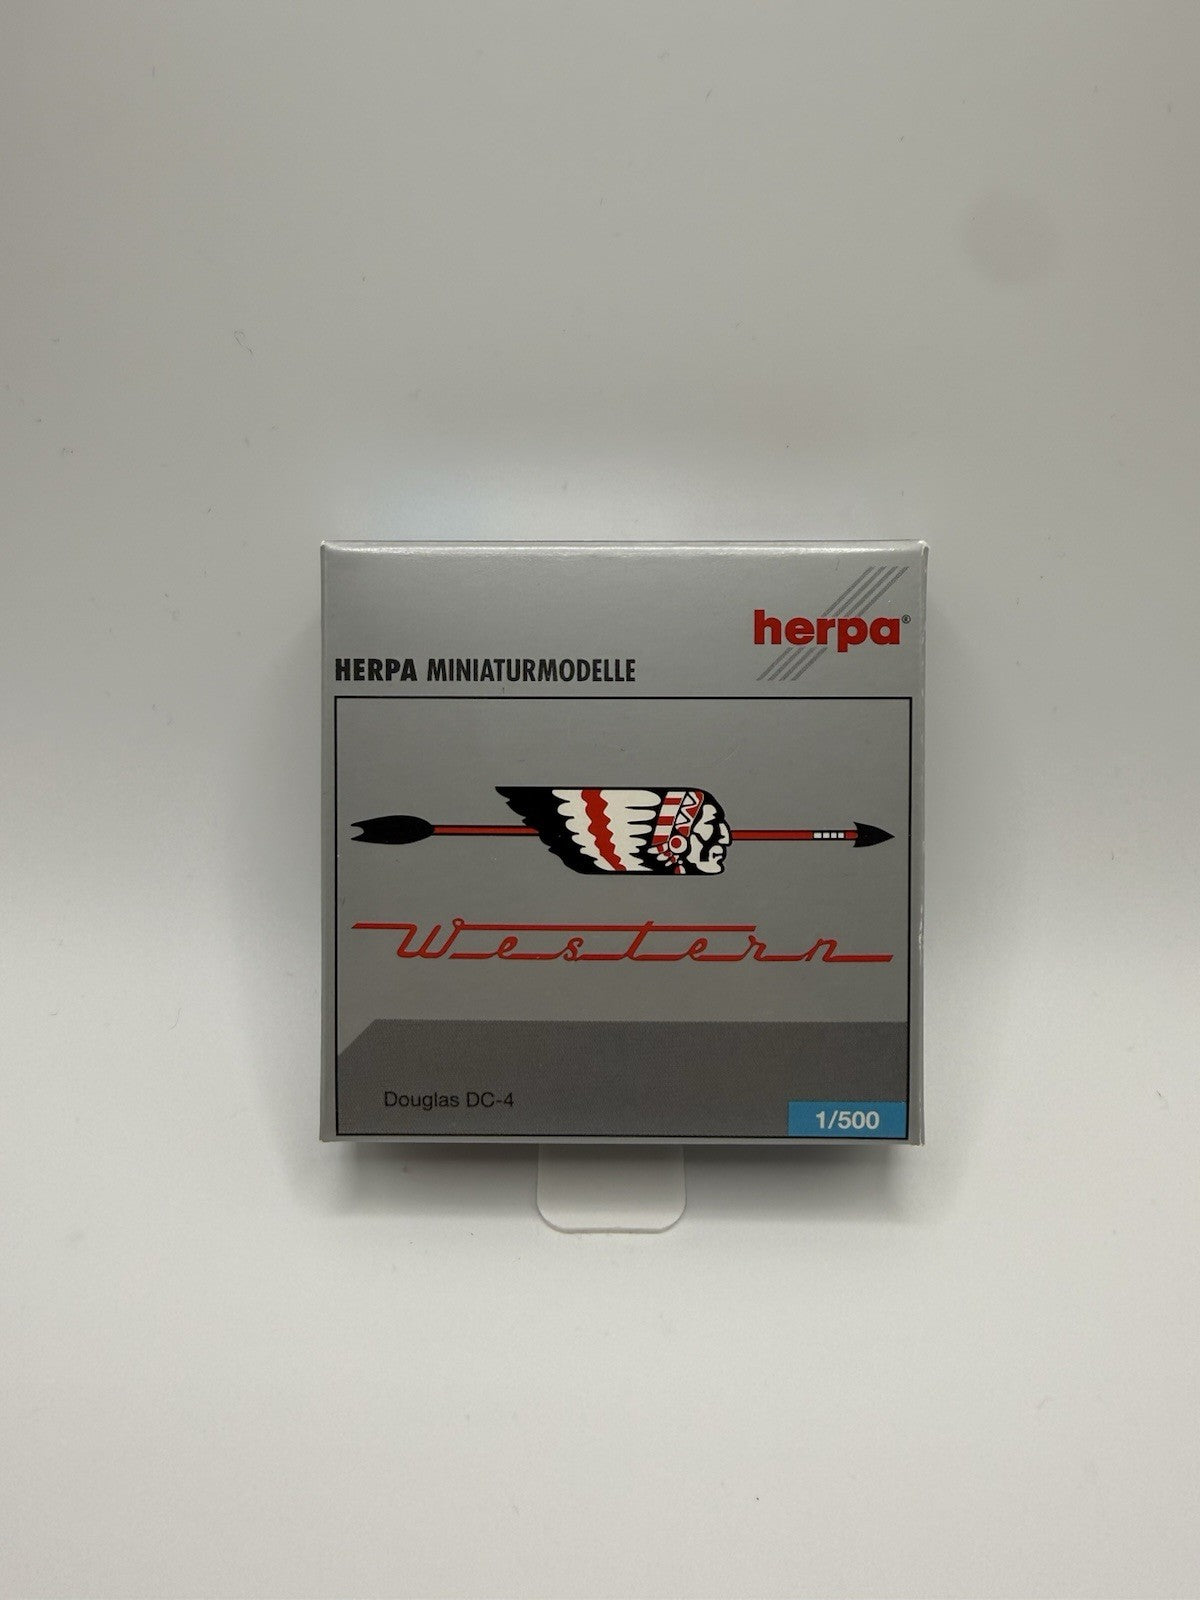 herpa®
HERPA MINIATURMODELLE
Western
Douglas DC-4
1/500